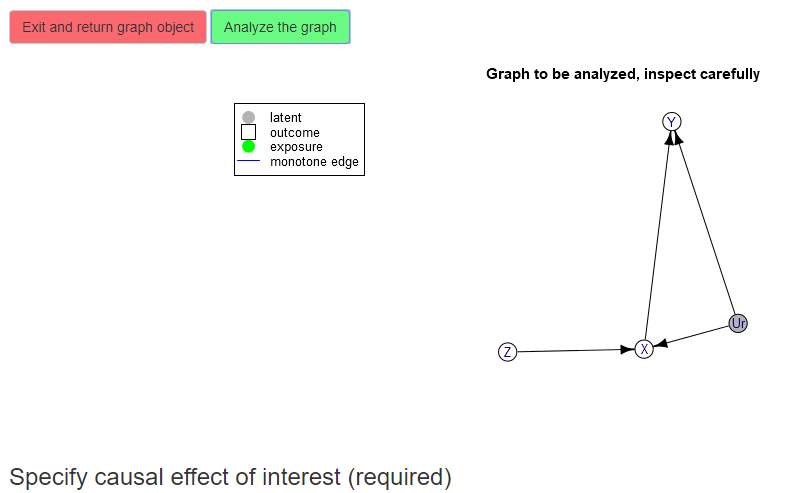 Exit and return graph object
Analyze the graph
Graph to be analyzed, inspect carefully
latent
outcome
exposure
monotone edge
Y
Ur
Z
X
Specify causal effect of interest (required)